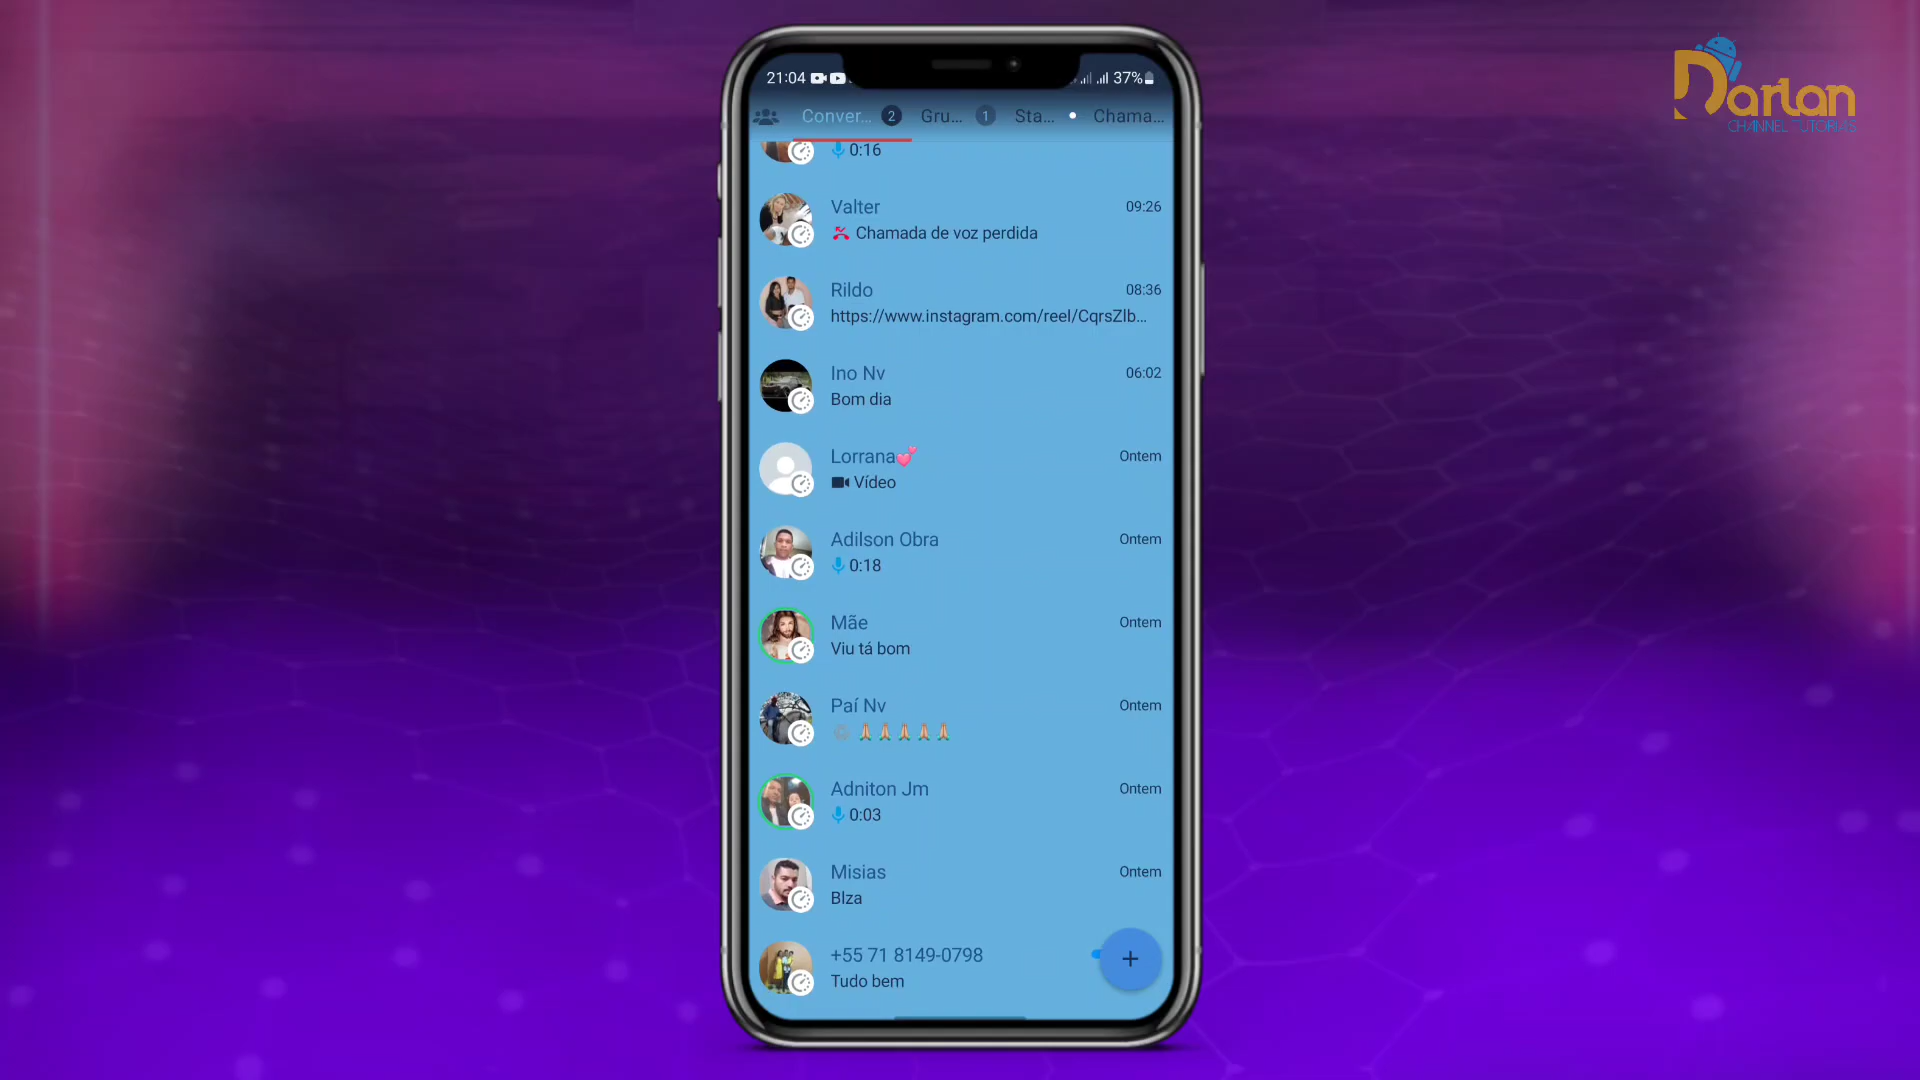 Darlan
CHANNEL TUTORIAS
21:04 37%
Conver... 2 Gru... 1 Sta... Chama...
0:16
Valter 09:26
Chamada de voz perdida
Rildo 08:36
https://www.instagram.com/reel/CqrsZlb...
Ino Nv 06:02
Bom dia
Lorrana💕 Ontem
Vídeo
Adilson Obra Ontem
0:18
Mãe Ontem
Viu tá bom
Paí Nv Ontem
🙏🏼🙏🏼🙏🏼🙏🏼🙏🏼
Adniton Jm Ontem
0:03
Misias Ontem
Blza
+55 71 8149-0798
Tudo bem
+